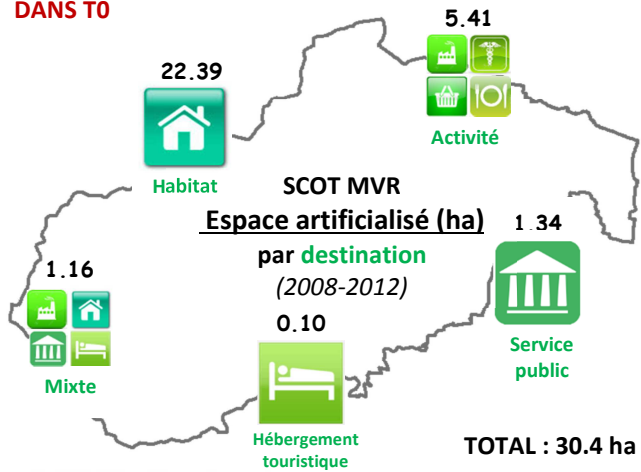 DANS T0
5.41
22.39
Activité
Habitat
SCOT MVR
Espace artificialisé (ha)
par destination
(2008-2012)
1.34
1.16
0.10
Service
public
Mixte
Hébergement
touristique
TOTAL : 30.4 ha